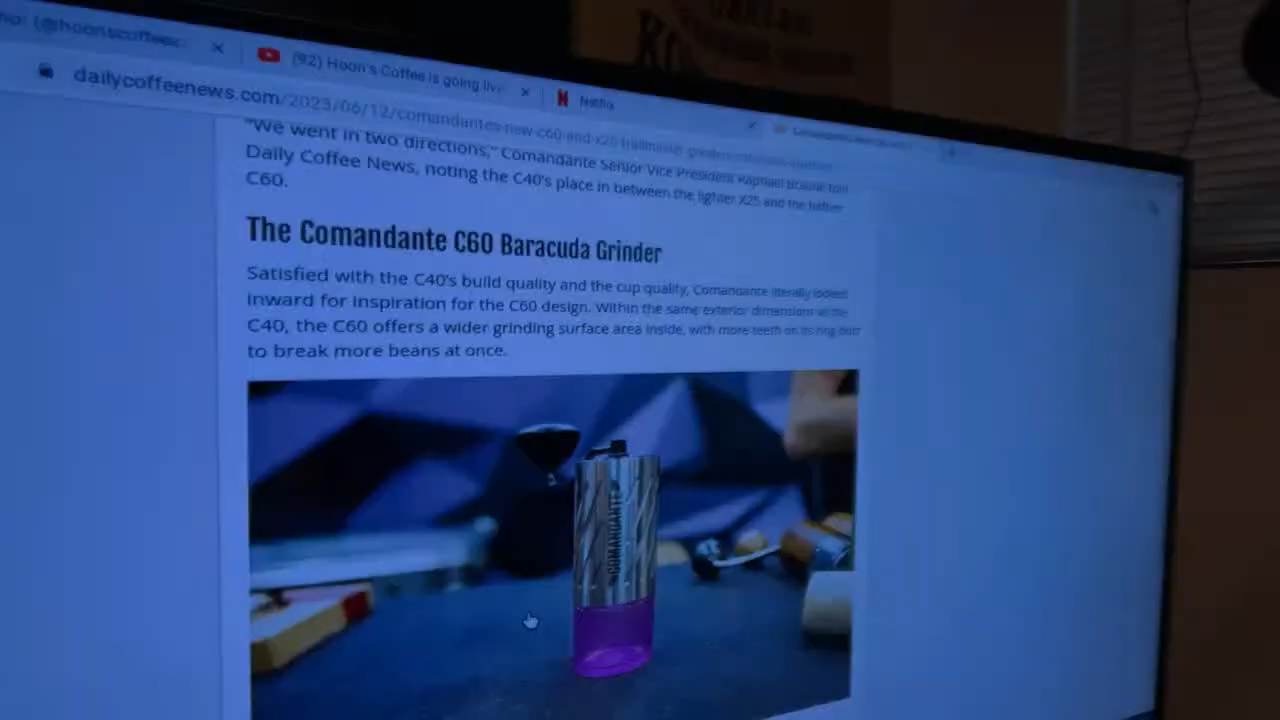 (@hoonscoffee
(92) Hoon's Coffee is going live
Netflix
dailycoffeenews.com/2023/06/12/comandantes-new-c60-and-x25-trailmaster-grinders
"We went in two directions," Comandante Senior Vice President Raphael Braune told
Daily Coffee News, noting the C40's place in between the lighter X25 and the heftier
C60.
The Comandante C60 Baracuda Grinder
Satisfied with the C40's build quality and the cup quality, Comandante literally looked
inward for inspiration for the C60 design. Within the same exterior dimensions as the
C40, the C60 offers a wider grinding surface area inside, with more teeth on its ring burr
to break more beans at once.
COMANDANTE